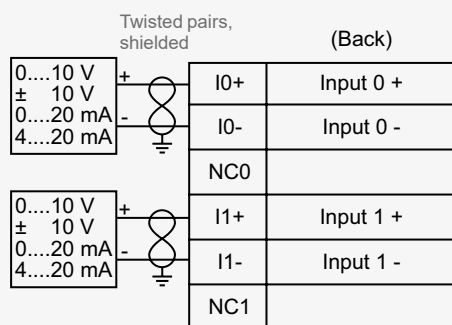 Twisted pairs,
shielded
(Back)
0....10 V
± 10 V
0....20 mA
4....20 mA
+
-
I0+ Input 0 +
I0- Input 0 -
NC0
0....10 V
± 10 V
0....20 mA
4....20 mA
+
-
I1+ Input 1 +
I1- Input 1 -
NC1